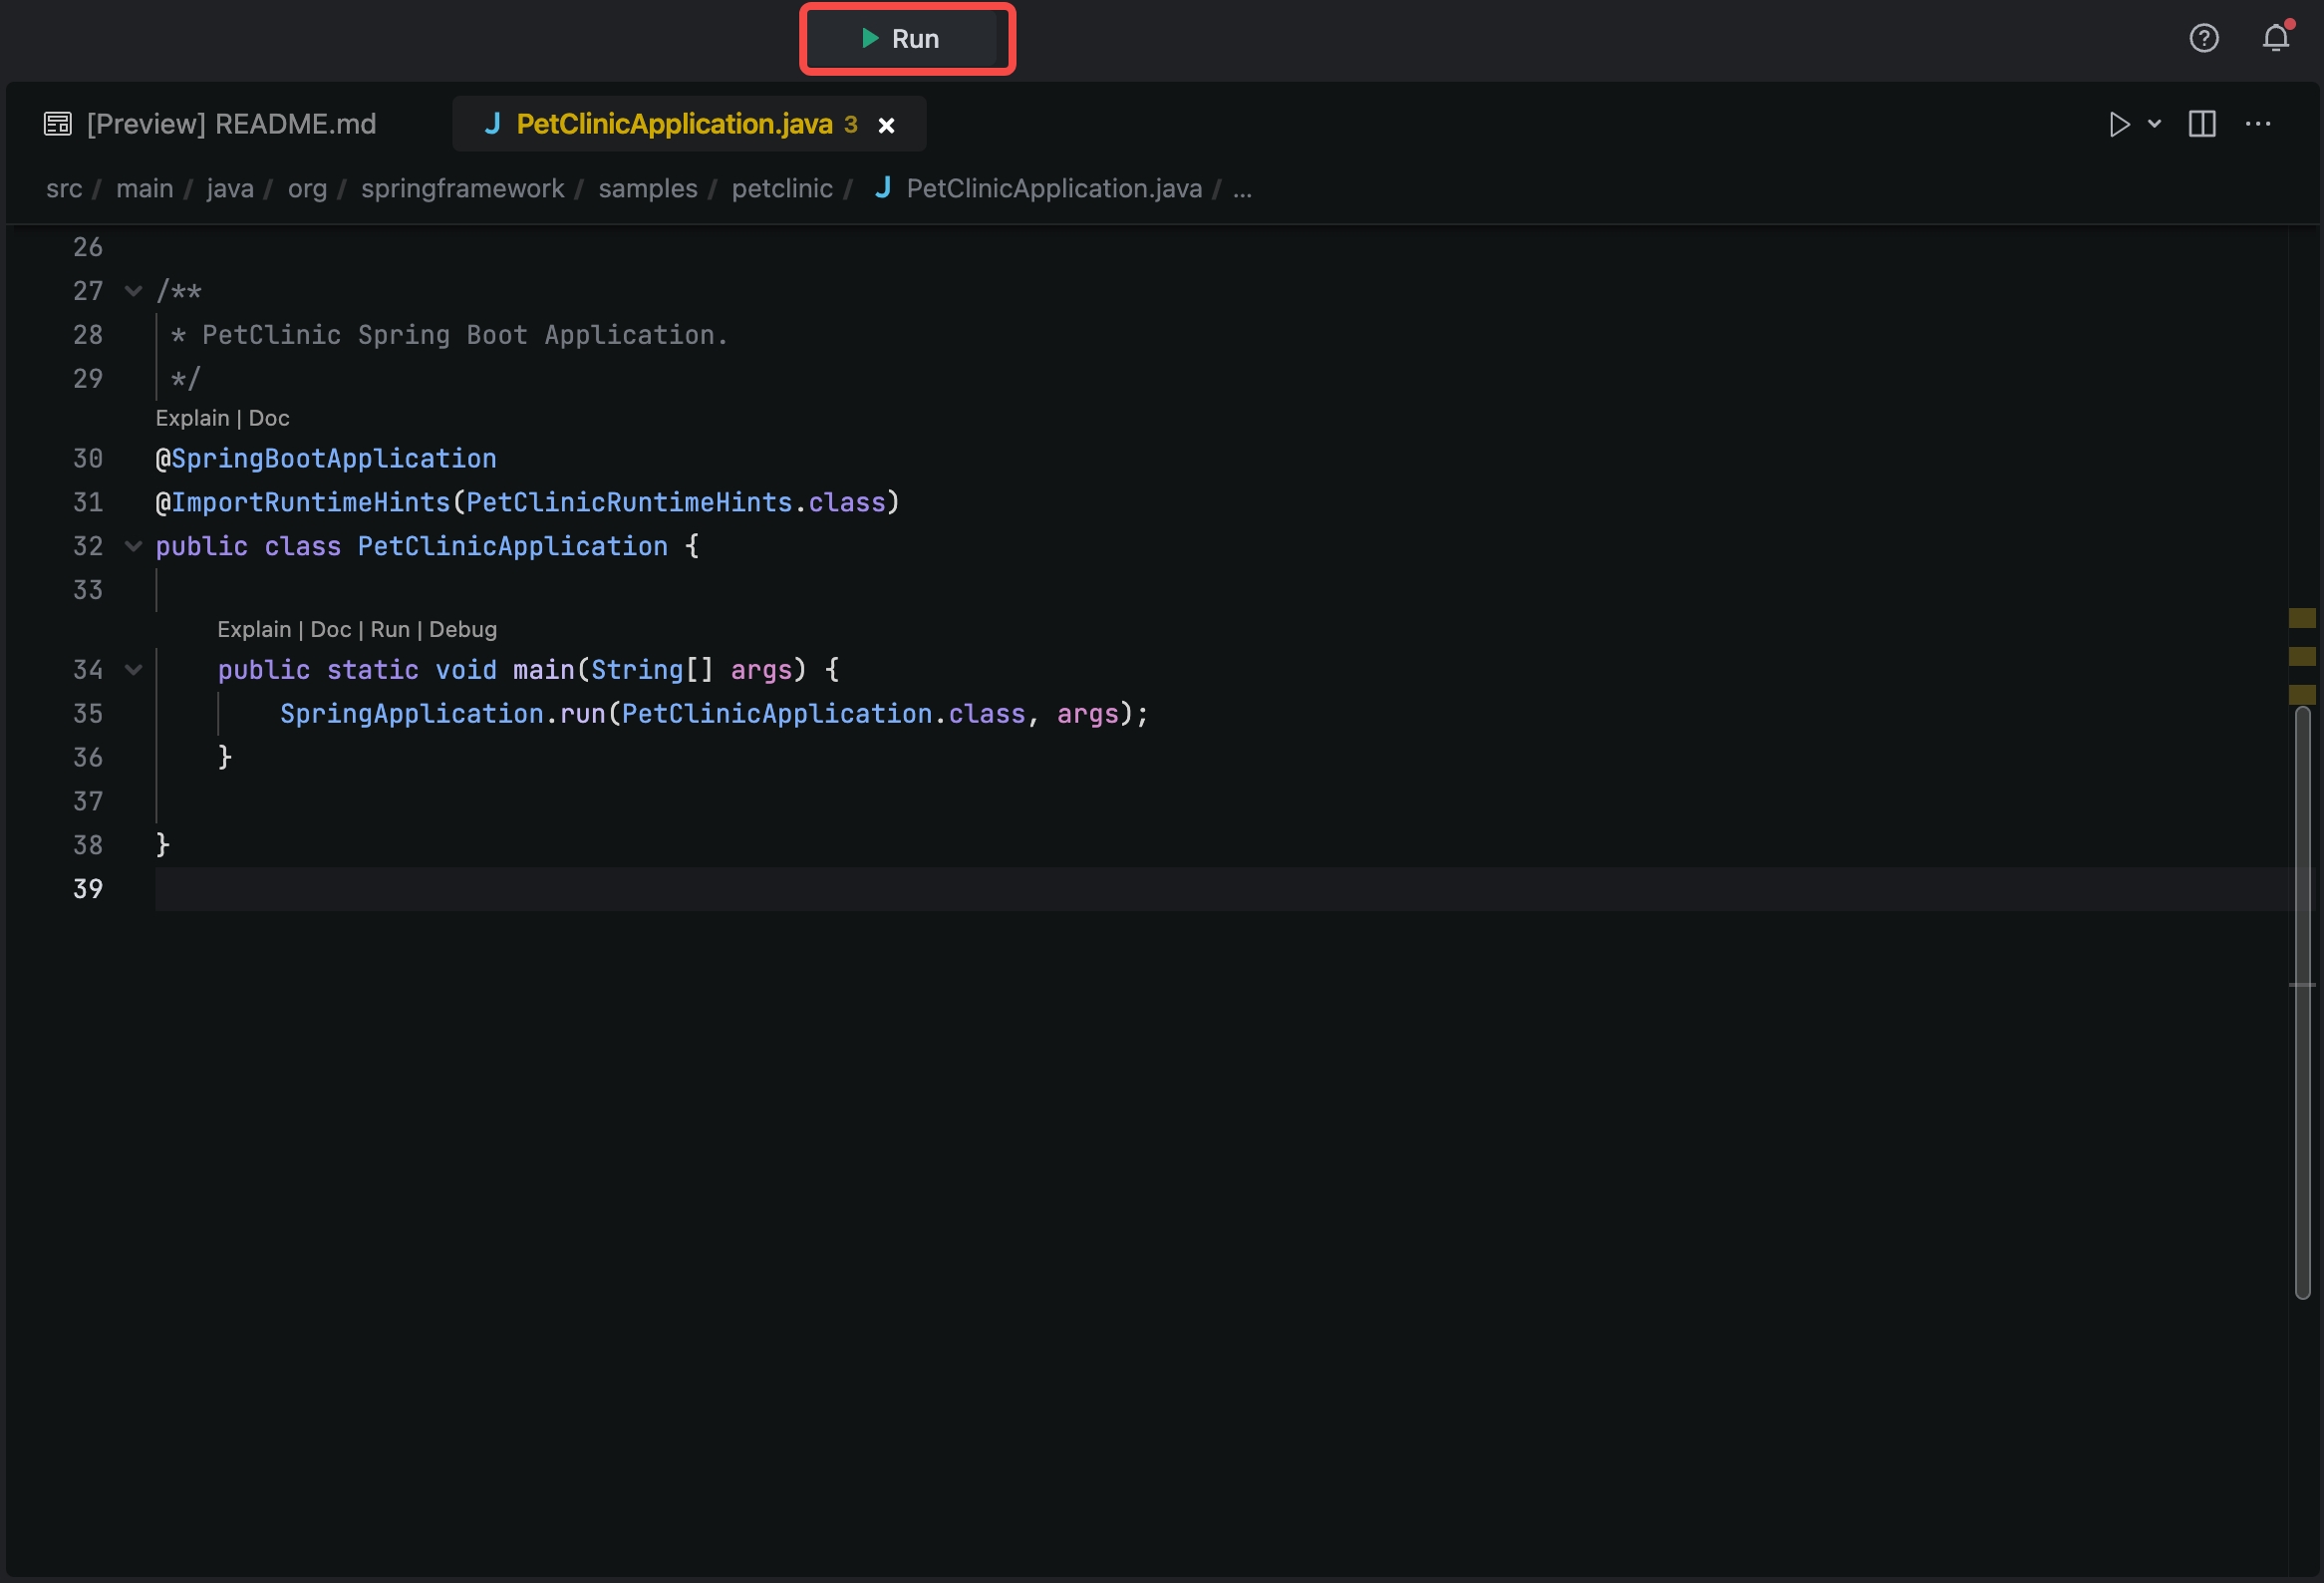 Run
[Preview] README.md
J PetClinicApplication.java 3
src / main / java / org / springframework / samples / petclinic / J PetClinicApplication.java / ...
26
27 /**
28 * PetClinic Spring Boot Application.
29 */
Explain | Doc
30 @SpringBootApplication
31 @ImportRuntimeHints(PetClinicRuntimeHints.class)
32 public class PetClinicApplication {
33
Explain | Doc | Run | Debug
34 public static void main(String[] args) {
35 SpringApplication.run(PetClinicApplication.class, args);
36 }
37
38 }
39